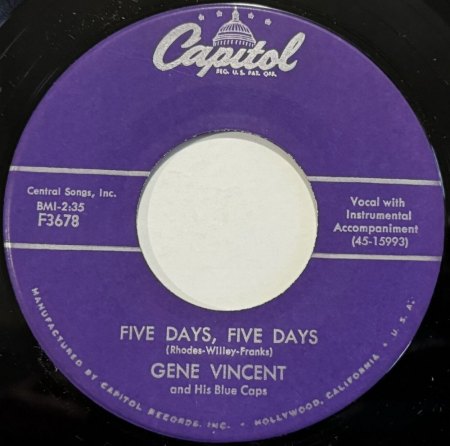 Capitol
REG. U.S. PAT. OFF.
Central Songs, Inc.
BMI-2:35
F3678
Vocal with
Instrumental
Accompaniment
(45-15993)
FIVE DAYS, FIVE DAYS
(Rhodes-Willey-Franks)
GENE VINCENT
and His Blue Caps
MANUFACTURED BY CAPITOL RECORDS, INC. • HOLLYWOOD, CALIFORNIA • U.S.A.